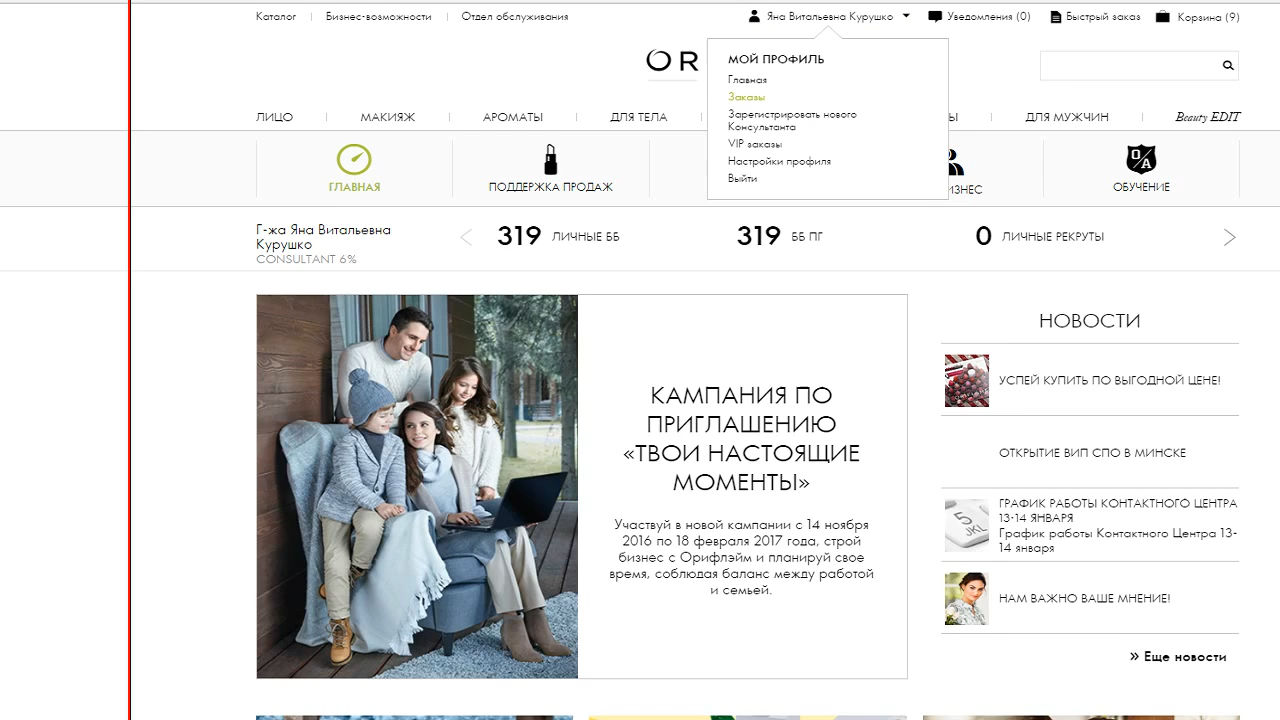 Каталог
Бизнес-возможности
Отдел обслуживания
Яна Витальевна Курушко
Уведомления (0)
Быстрый заказ
Корзина (9)
OR
МОЙ ПРОФИЛЬ
Главная
Заказы
Зарегистрировать нового
Консультанта
VIP заказы
Настройки профиля
Выйти
ЛИЦО
МАКИЯЖ
АРОМАТЫ
ДЛЯ ТЕЛА
Ы
ДЛЯ МУЖЧИН
Beauty EDIT
ГЛАВНАЯ
ПОДДЕРЖКА ПРОДАЖ
ИЗНЕС
ОБУЧЕНИЕ
Г-жа Яна Витальевна
Курушко
CONSULTANT 6%
319 ЛИЧНЫЕ ББ
319 ББ ПГ
0 ЛИЧНЫЕ РЕКРУТЫ
КАМПАНИЯ ПО
ПРИГЛАШЕНИЮ
«ТВОИ НАСТОЯЩИЕ
МОМЕНТЫ»
Участвуй в новой кампании с 14 ноября
2016 по 18 февраля 2017 года, строй
бизнес с Орифлэйм и планируй свое
время, соблюдая баланс между работой
и семьей.
НОВОСТИ
УСПЕЙ КУПИТЬ ПО ВЫГОДНОЙ ЦЕНЕ!
ОТКРЫТИЕ ВИП СПО В МИНСКЕ
ГРАФИК РАБОТЫ КОНТАКТНОГО ЦЕНТРА
13-14 ЯНВАРЯ
График работы Контактного Центра 13-
14 января
5
JKL
НАМ ВАЖНО ВАШЕ МНЕНИЕ!
» Еще новости